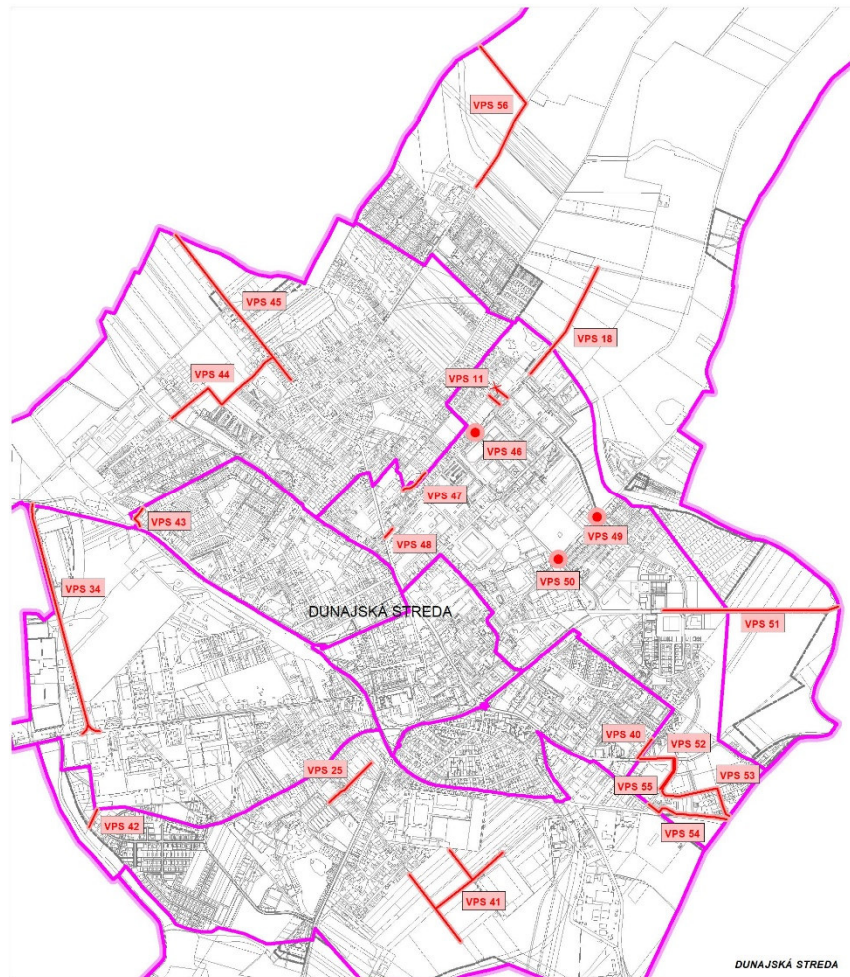 VPS 56
VPS 45
VPS 18
VPS 44
VPS 11
VPS 46
VPS 47
VPS 43
VPS 49
VPS 48
VPS 50
VPS 34
DUNAJSKÁ STREDA
VPS 51
VPS 40
VPS 52
VPS 25
VPS 53
VPS 55
VPS 42
VPS 54
VPS 41
DUNAJSKÁ STREDA